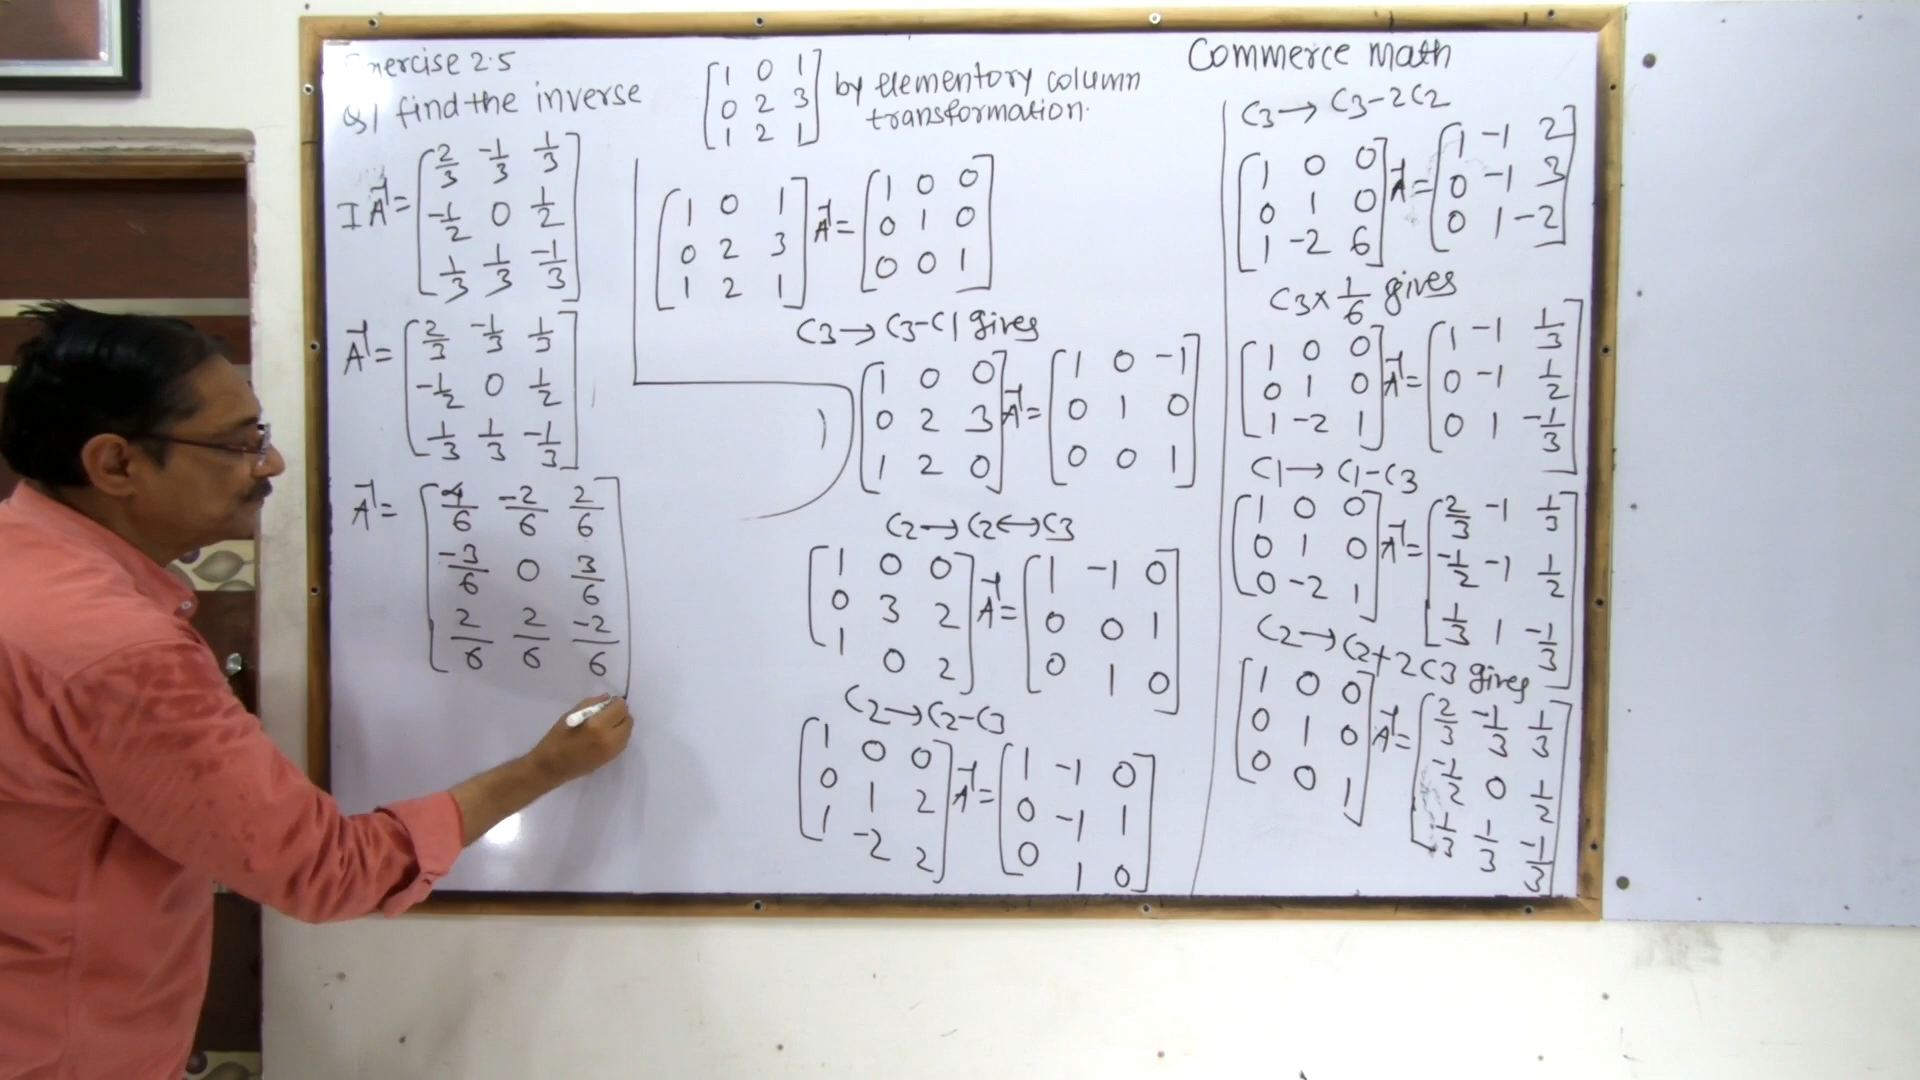 Exercise 2.5
Commerce Math
Q1 find the inverse [1 0 1
0 2 3
1 2 1] by elementory column
transformation.
[1 0 1
0 2 3
1 2 1] A⁻¹ = [1 0 0
0 1 0
0 0 1]
C3 → C3-C1 gives
[1 0 0
0 2 3
1 2 0] A⁻¹ = [1 0 -1
0 1 0
0 0 1]
C2 → C2 ↔ C3
[1 0 0
0 3 2
1 0 2] A⁻¹ = [1 -1 0
0 0 1
0 1 0]
C2 → C2-C3
[1 0 0
0 1 2
1 -2 2] A⁻¹ = [1 -1 0
0 -1 1
0 1 0]
C3 → C3-2C2
[1 0 0
0 1 0
1 -2 6] A⁻¹ = [1 -1 2
0 -1 3
0 1 -2]
C3 × 1/6 gives
[1 0 0
0 1 0
1 -2 1] A⁻¹ = [1 -1 1/3
0 -1 1/2
0 1 -1/3]
C1 → C1-C3
[1 0 0
0 1 0
0 -2 1] A⁻¹ = [2/3 -1 1/3
-1/2 -1 1/2
1/3 1 -1/3]
C2 → C2+2C3 gives
[1 0 0
0 1 0
0 0 1] A⁻¹ = [2/3 -1/3 1/3
-1/2 0 1/2
1/3 1/3 -1/3]
I A⁻¹ = [2/3 -1/3 1/3
-1/2 0 1/2
1/3 1/3 -1/3]
A⁻¹ = [2/3 -1/3 1/3
-1/2 0 1/2
1/3 1/3 -1/3]
A⁻¹ = [4/6 -2/6 2/6
-3/6 0 3/6
2/6 2/6 -2/6]